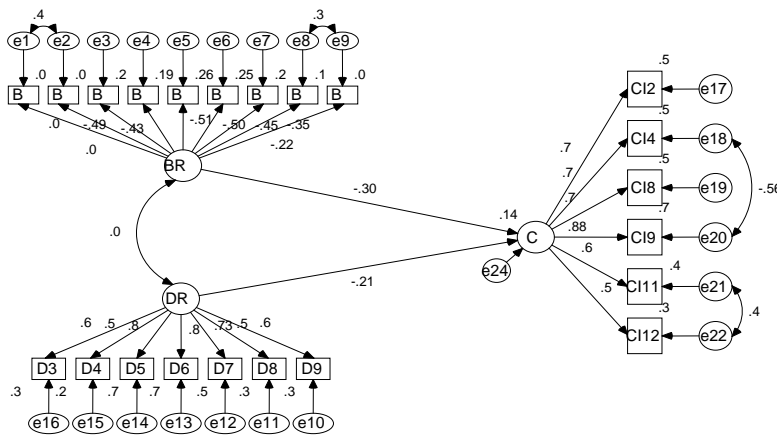 .4 .3
e1 e2 e3 e4 e5 e6 e7 e8 e9
.0 .0 .2 .19 .26 .25 .2 .1 .0
B B B B B B B B B
.0 -.49 -.43 -.51 -.50 -.45 -.35
.0 -.22
BR
-.30
.0
.14
C
e24
-.21
DR
.6 .5 .8 .8 .73 .5 .6
D3 D4 D5 D6 D7 D8 D9
.3 .2 .7 .7 .5 .3 .3
e16 e15 e14 e13 e12 e11 e10
.5
CI2 e17
.7 .5
CI4 e18
.7 .5
CI8 e19
.7 .7
-.56
.88 CI9 e20
.6 .4
CI11 e21
.5 .3 .4
CI12 e22